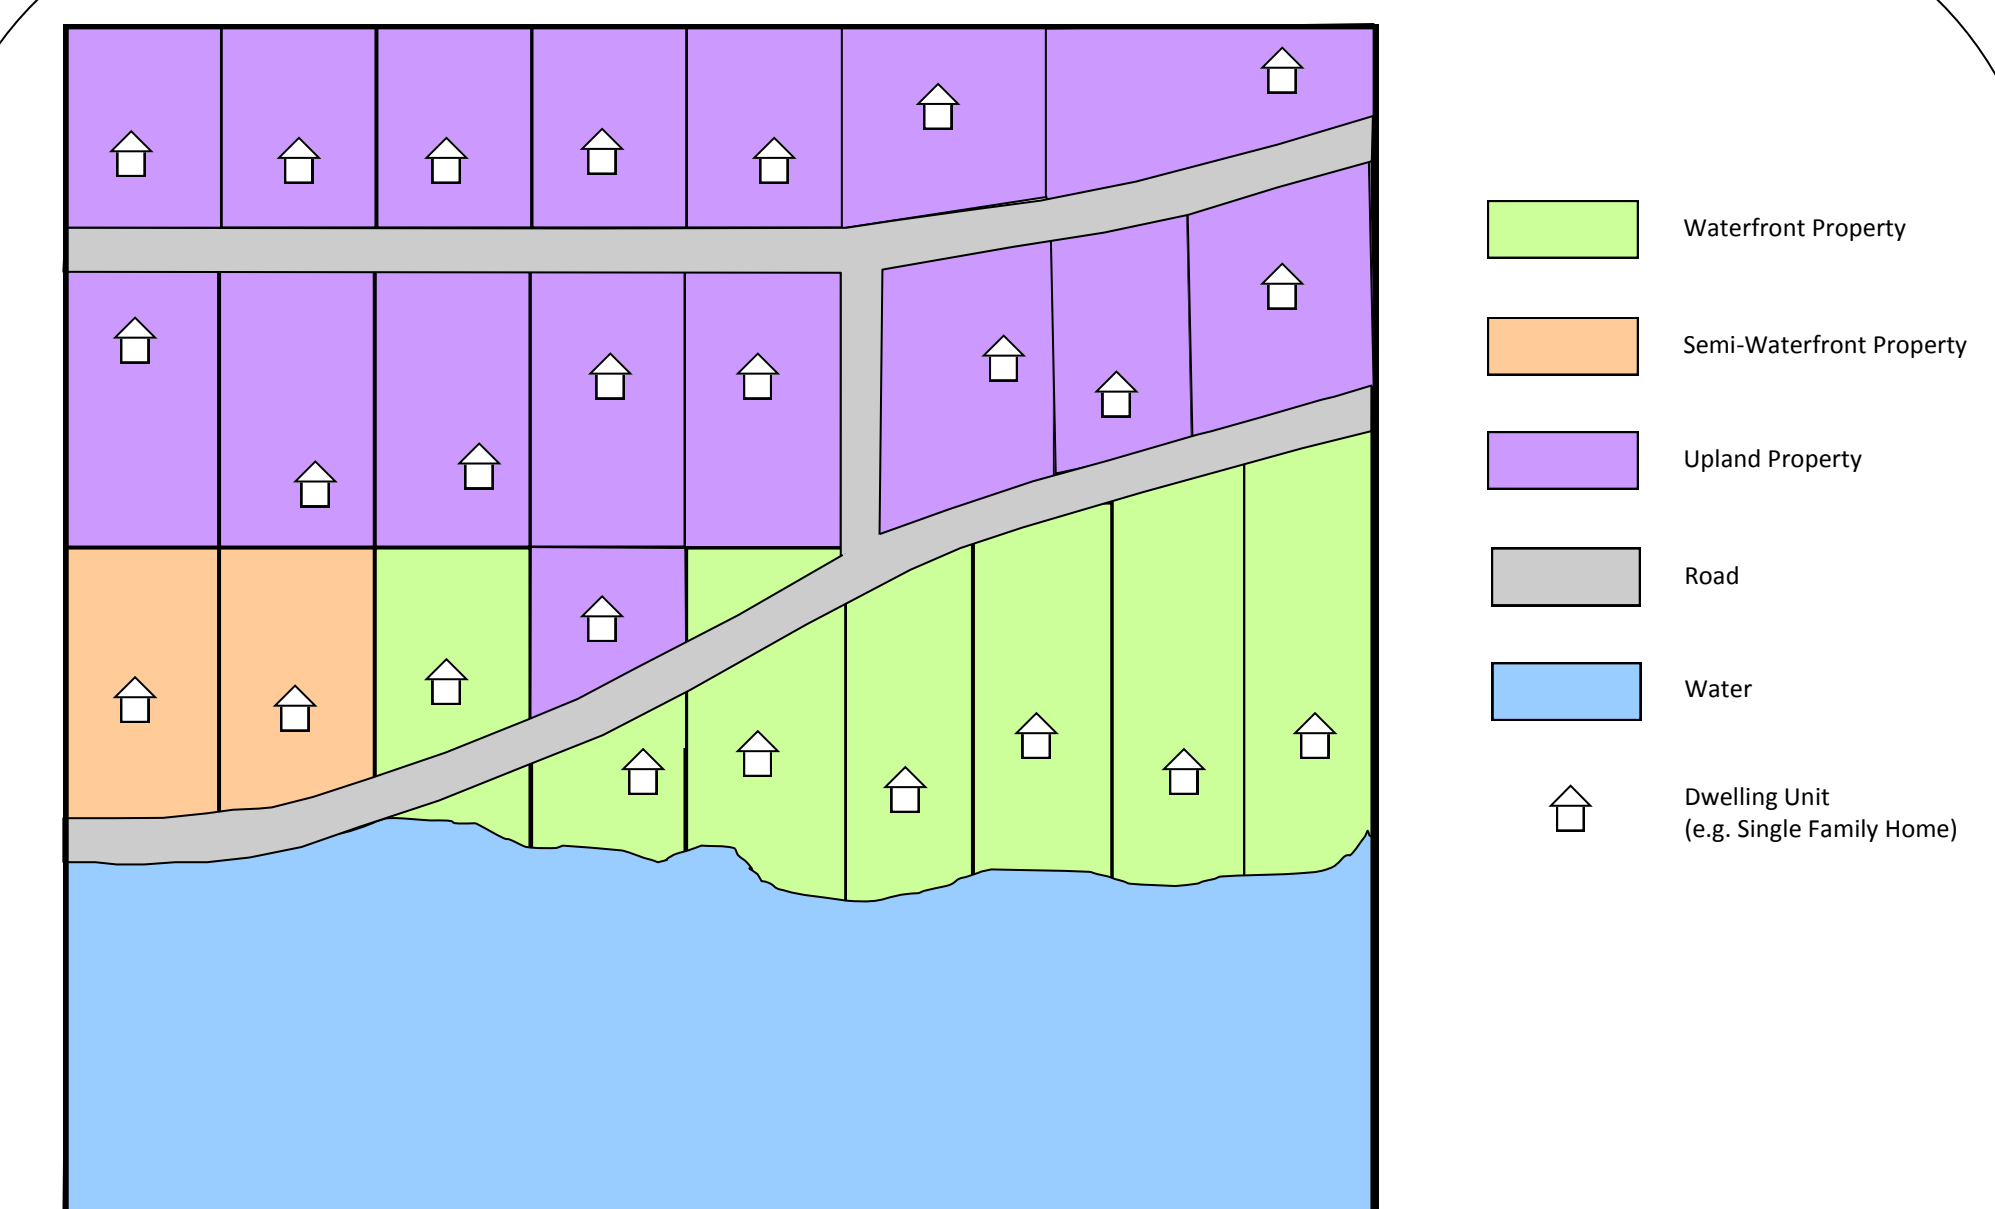 Waterfront Property
Semi-Waterfront Property
Upland Property
Road
Water
Dwelling Unit
(e.g. Single Family Home)